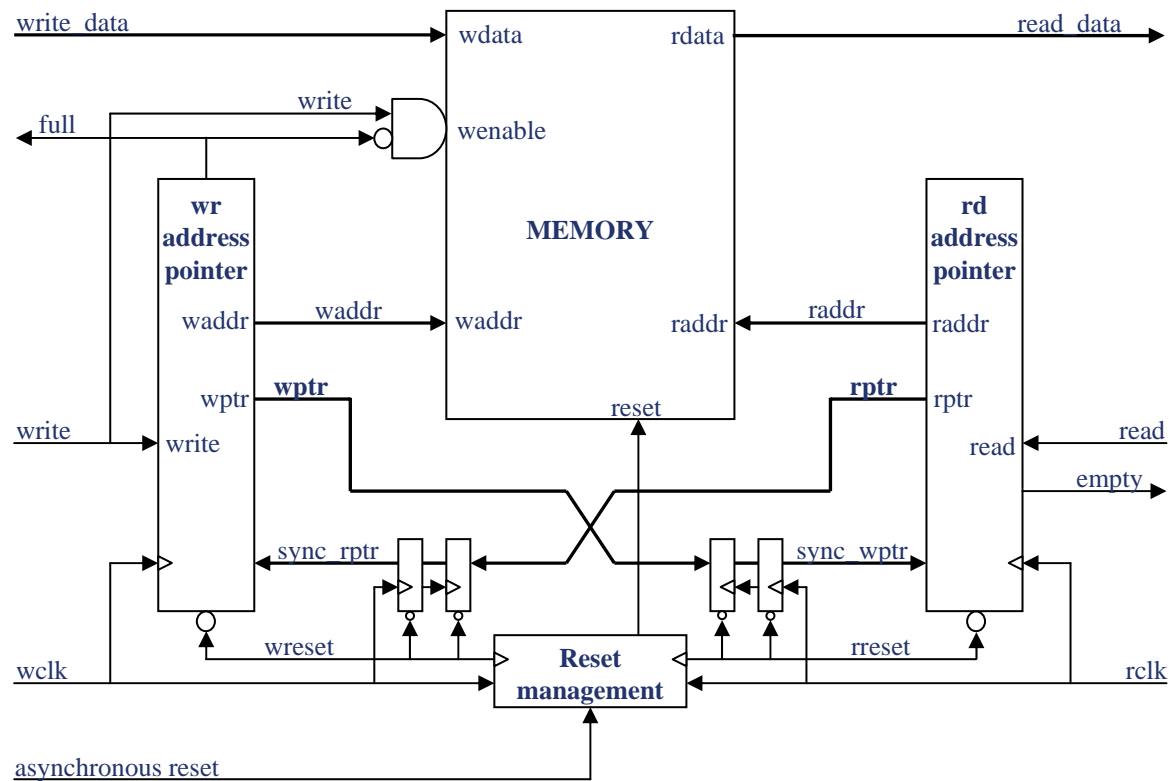 write_data
wdata
rdata
read_data
write
full
wenable
wr
address
pointer
MEMORY
rd
address
pointer
waddr
waddr
waddr
raddr
raddr
raddr
wptr
wptr
rptr
rptr
reset
write
write
read
read
empty
sync_rptr
sync_wptr
wreset
Reset
management
rreset
wclk
rclk
asynchronous reset